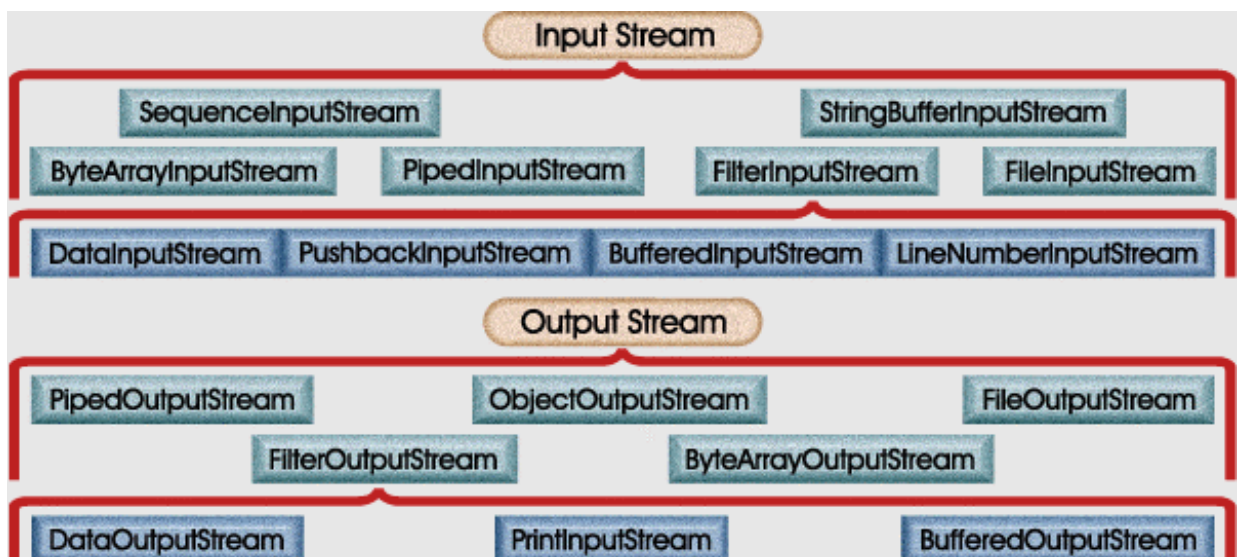 Input Stream
SequenceInputStream StringBufferInputStream
ByteArrayInputStream PipedInputStream FilterInputStream FileInputStream
DataInputStream PushbackInputStream BufferedInputStream LineNumberInputStream
Output Stream
PipedOutputStream ObjectOutputStream FileOutputStream
FilterOutputStream ByteArrayOutputStream
DataOutputStream PrintInputStream BufferedOutputStream